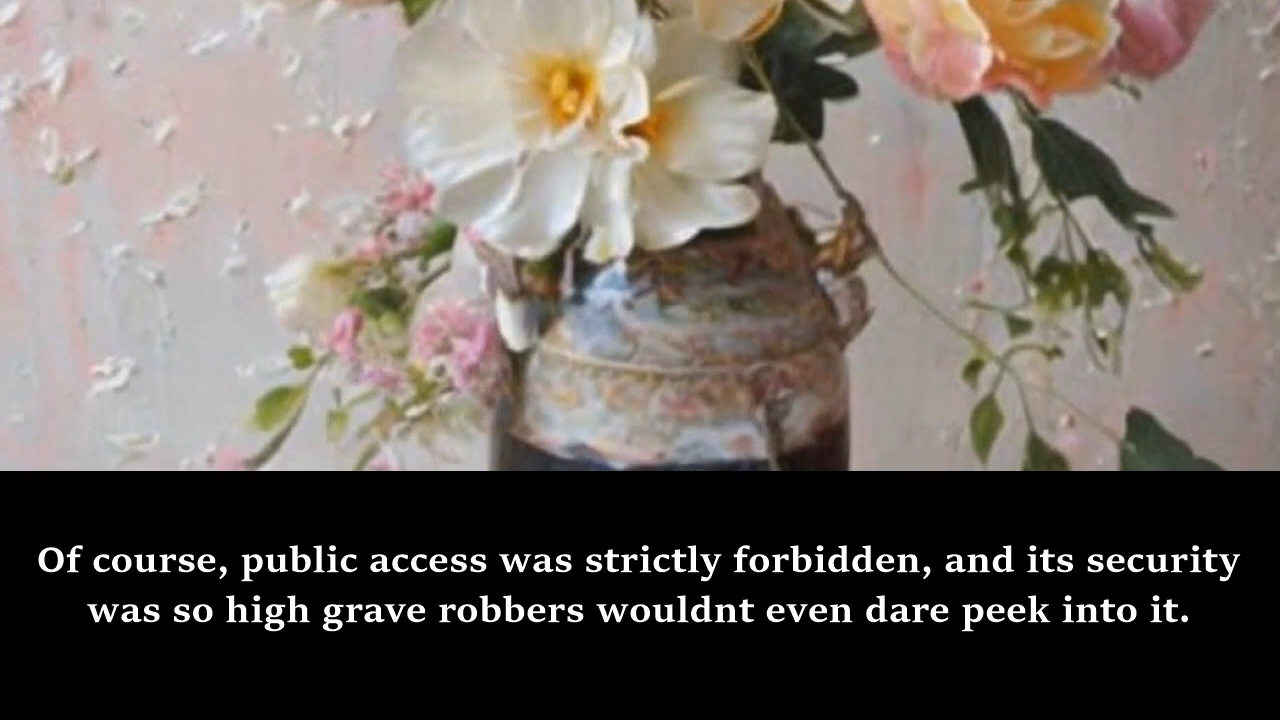 Of course, public access was strictly forbidden, and its security
was so high grave robbers wouldnt even dare peek into it.